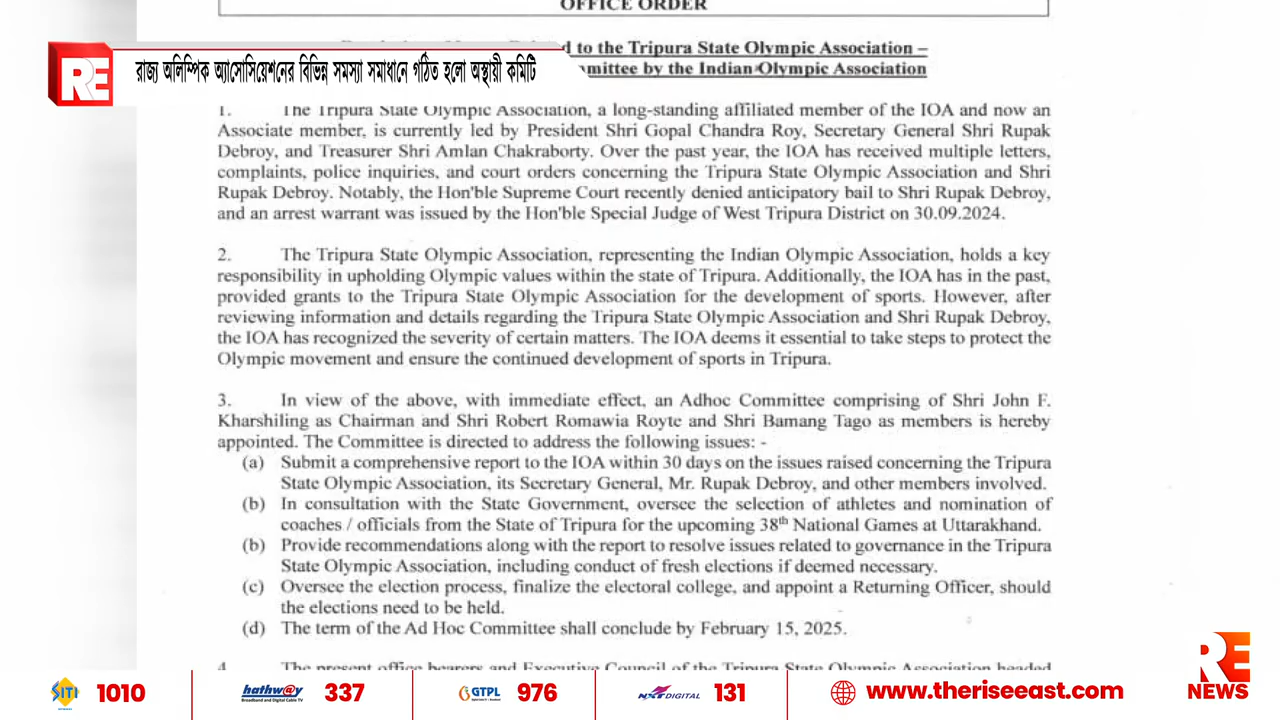 OFFICE ORDER
to the Tripura State Olympic Association –
by the Indian Olympic Association
RE
রাজ্য অলিম্পিক অ্যাসোসিয়েশনের বিভিন্ন সমস্যা সমাধানে গঠিত হলো অস্থায়ী কমিটি
1. The Tripura State Olympic Association, a long-standing affiliated member of the IOA and now an
Associate member, is currently led by President Shri Gopal Chandra Roy, Secretary General Shri Rupak
Debroy, and Treasurer Shri Amlan Chakraborty. Over the past year, the IOA has received multiple letters,
complaints, police inquiries, and court orders concerning the Tripura State Olympic Association and Shri
Rupak Debroy. Notably, the Hon'ble Supreme Court recently denied anticipatory bail to Shri Rupak Debroy,
and an arrest warrant was issued by the Hon'ble Special Judge of West Tripura District on 30.09.2024.
2. The Tripura State Olympic Association, representing the Indian Olympic Association, holds a key
responsibility in upholding Olympic values within the state of Tripura. Additionally, the IOA has in the past,
provided grants to the Tripura State Olympic Association for the development of sports. However, after
reviewing information and details regarding the Tripura State Olympic Association and Shri Rupak Debroy,
the IOA has recognized the severity of certain matters. The IOA deems it essential to take steps to protect the
Olympic movement and ensure the continued development of sports in Tripura.
3. In view of the above, with immediate effect, an Adhoc Committee comprising of Shri John F.
Kharshiling as Chairman and Shri Robert Romawia Royte and Shri Bamang Tago as members is hereby
appointed. The Committee is directed to address the following issues: -
(a) Submit a comprehensive report to the IOA within 30 days on the issues raised concerning the Tripura
State Olympic Association, its Secretary General, Mr. Rupak Debroy, and other members involved.
(b) In consultation with the State Government, oversee the selection of athletes and nomination of
coaches / officials from the State of Tripura for the upcoming 38th National Games at Uttarakhand.
(b) Provide recommendations along with the report to resolve issues related to governance in the Tripura
State Olympic Association, including conduct of fresh elections if deemed necessary.
(c) Oversee the election process, finalize the electoral college, and appoint a Returning Officer, should
the elections need to be held.
(d) The term of the Ad Hoc Committee shall conclude by February 15, 2025.
4. The present office bearers and Executive Council of the Tripura State Olympic Association headed
SITI 1010 hathway Broadband and Digital Cable TV 337 GTPL 976 NXT DIGITAL 131 www.theriseeast.com
RE
NEWS